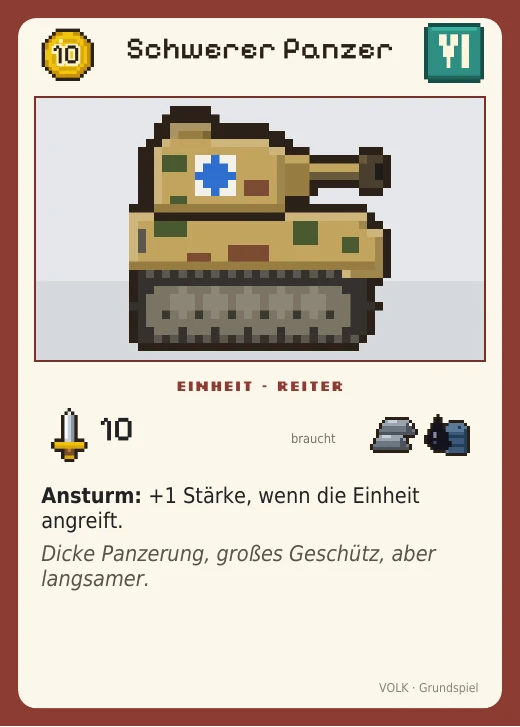 10
Schwerer Panzer
VI
EINHEIT - REITER
10
braucht
Ansturm: +1 Stärke, wenn die Einheit
angreift.
Dicke Panzerung, großes Geschütz, aber
langsamer.
VOLK · Grundspiel